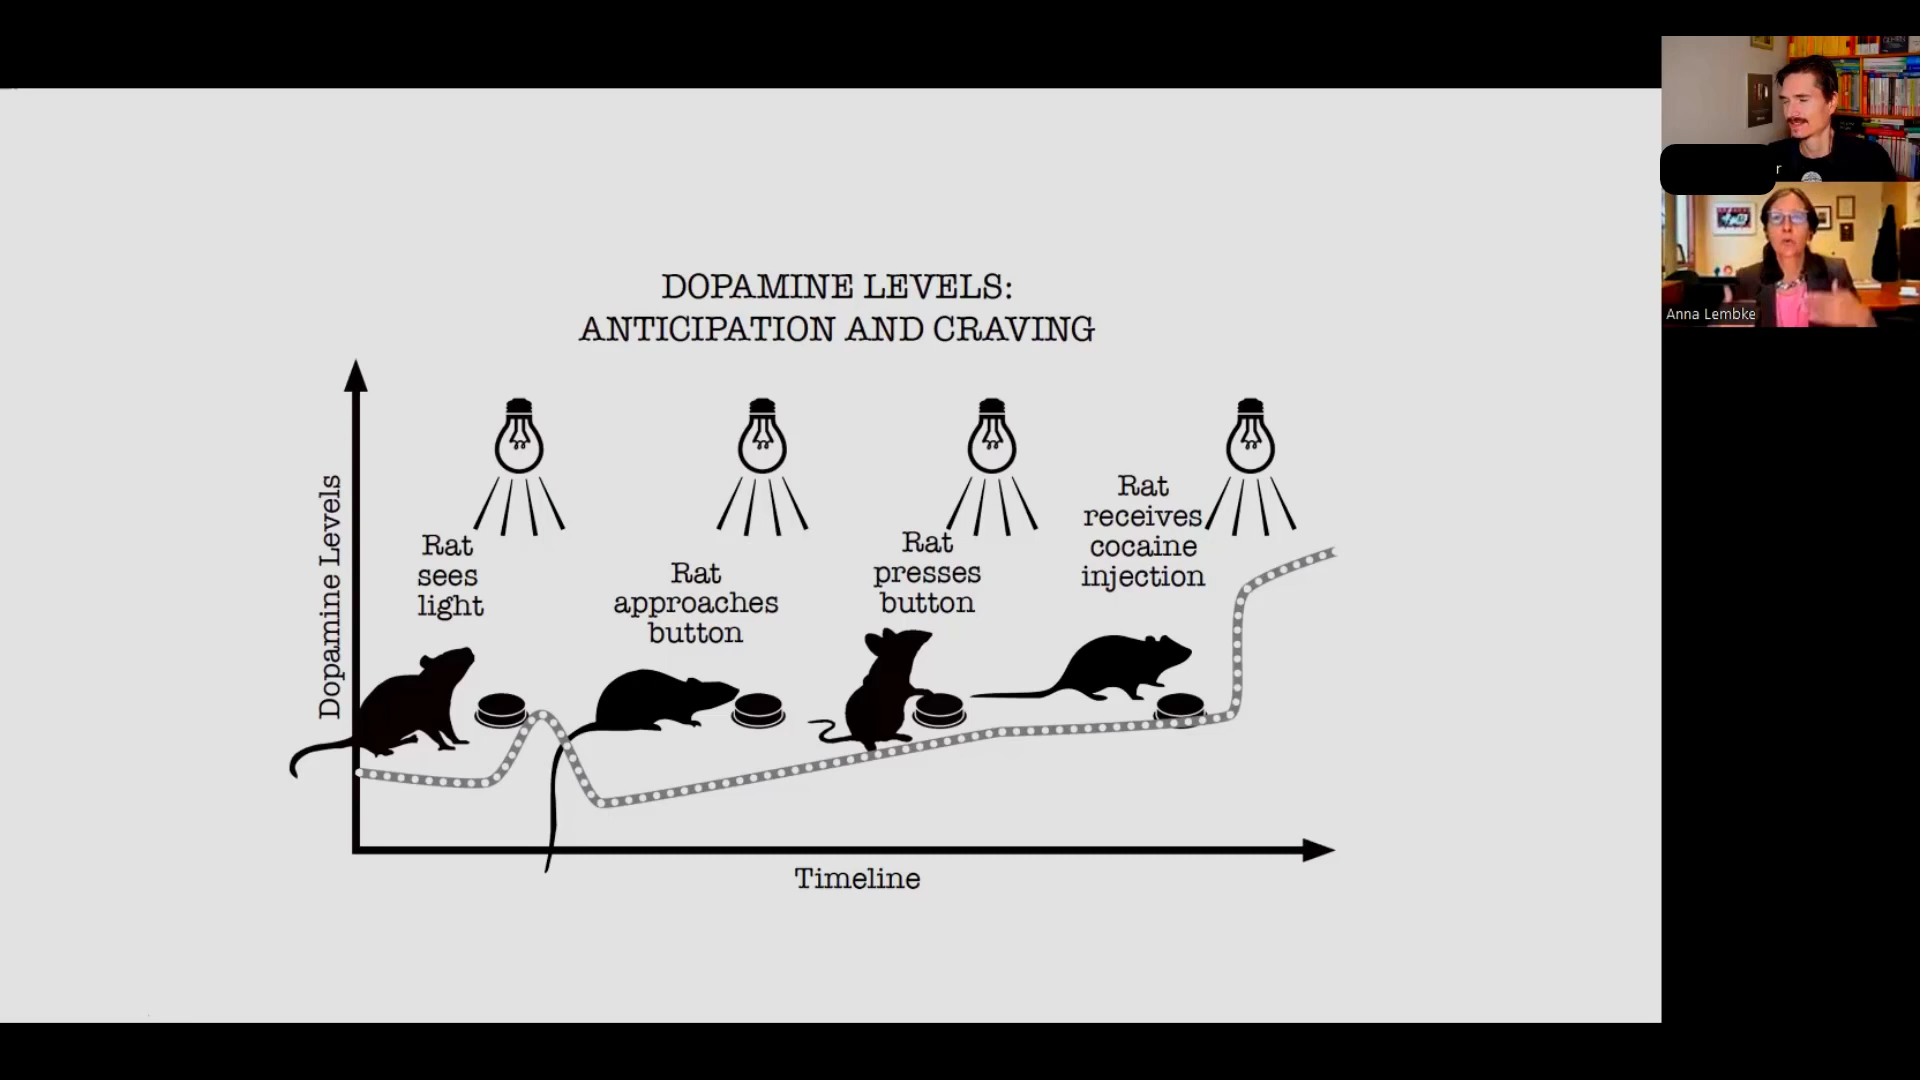 DOPAMINE LEVELS:
ANTICIPATION AND CRAVING
Dopamine Levels
Rat
sees
light
Rat
approaches
button
Rat
presses
button
Rat
receives
cocaine
injection
Timeline
r
Anna Lembke